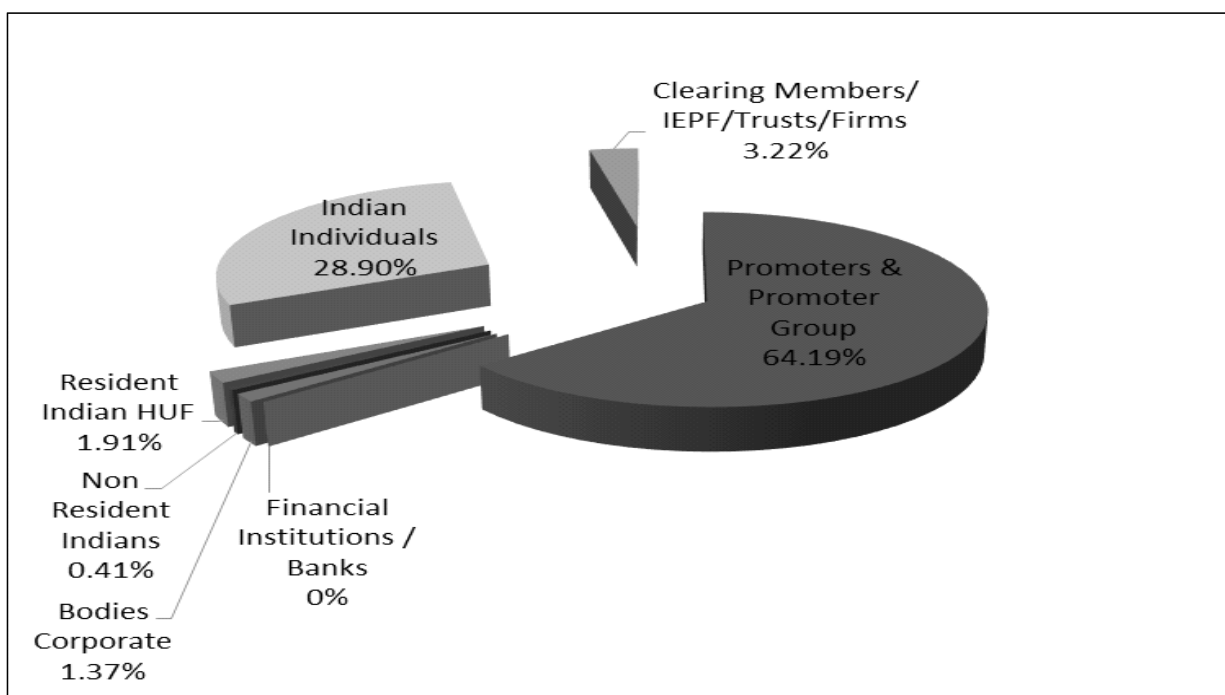 Clearing Members/
IEPF/Trusts/Firms
3.22%
Indian
Individuals
28.90%
Promoters &
Promoter
Group
64.19%
Resident
Indian HUF
1.91%
Non
Resident
Indians
0.41%
Financial
Institutions /
Banks
0%
Bodies
Corporate
1.37%